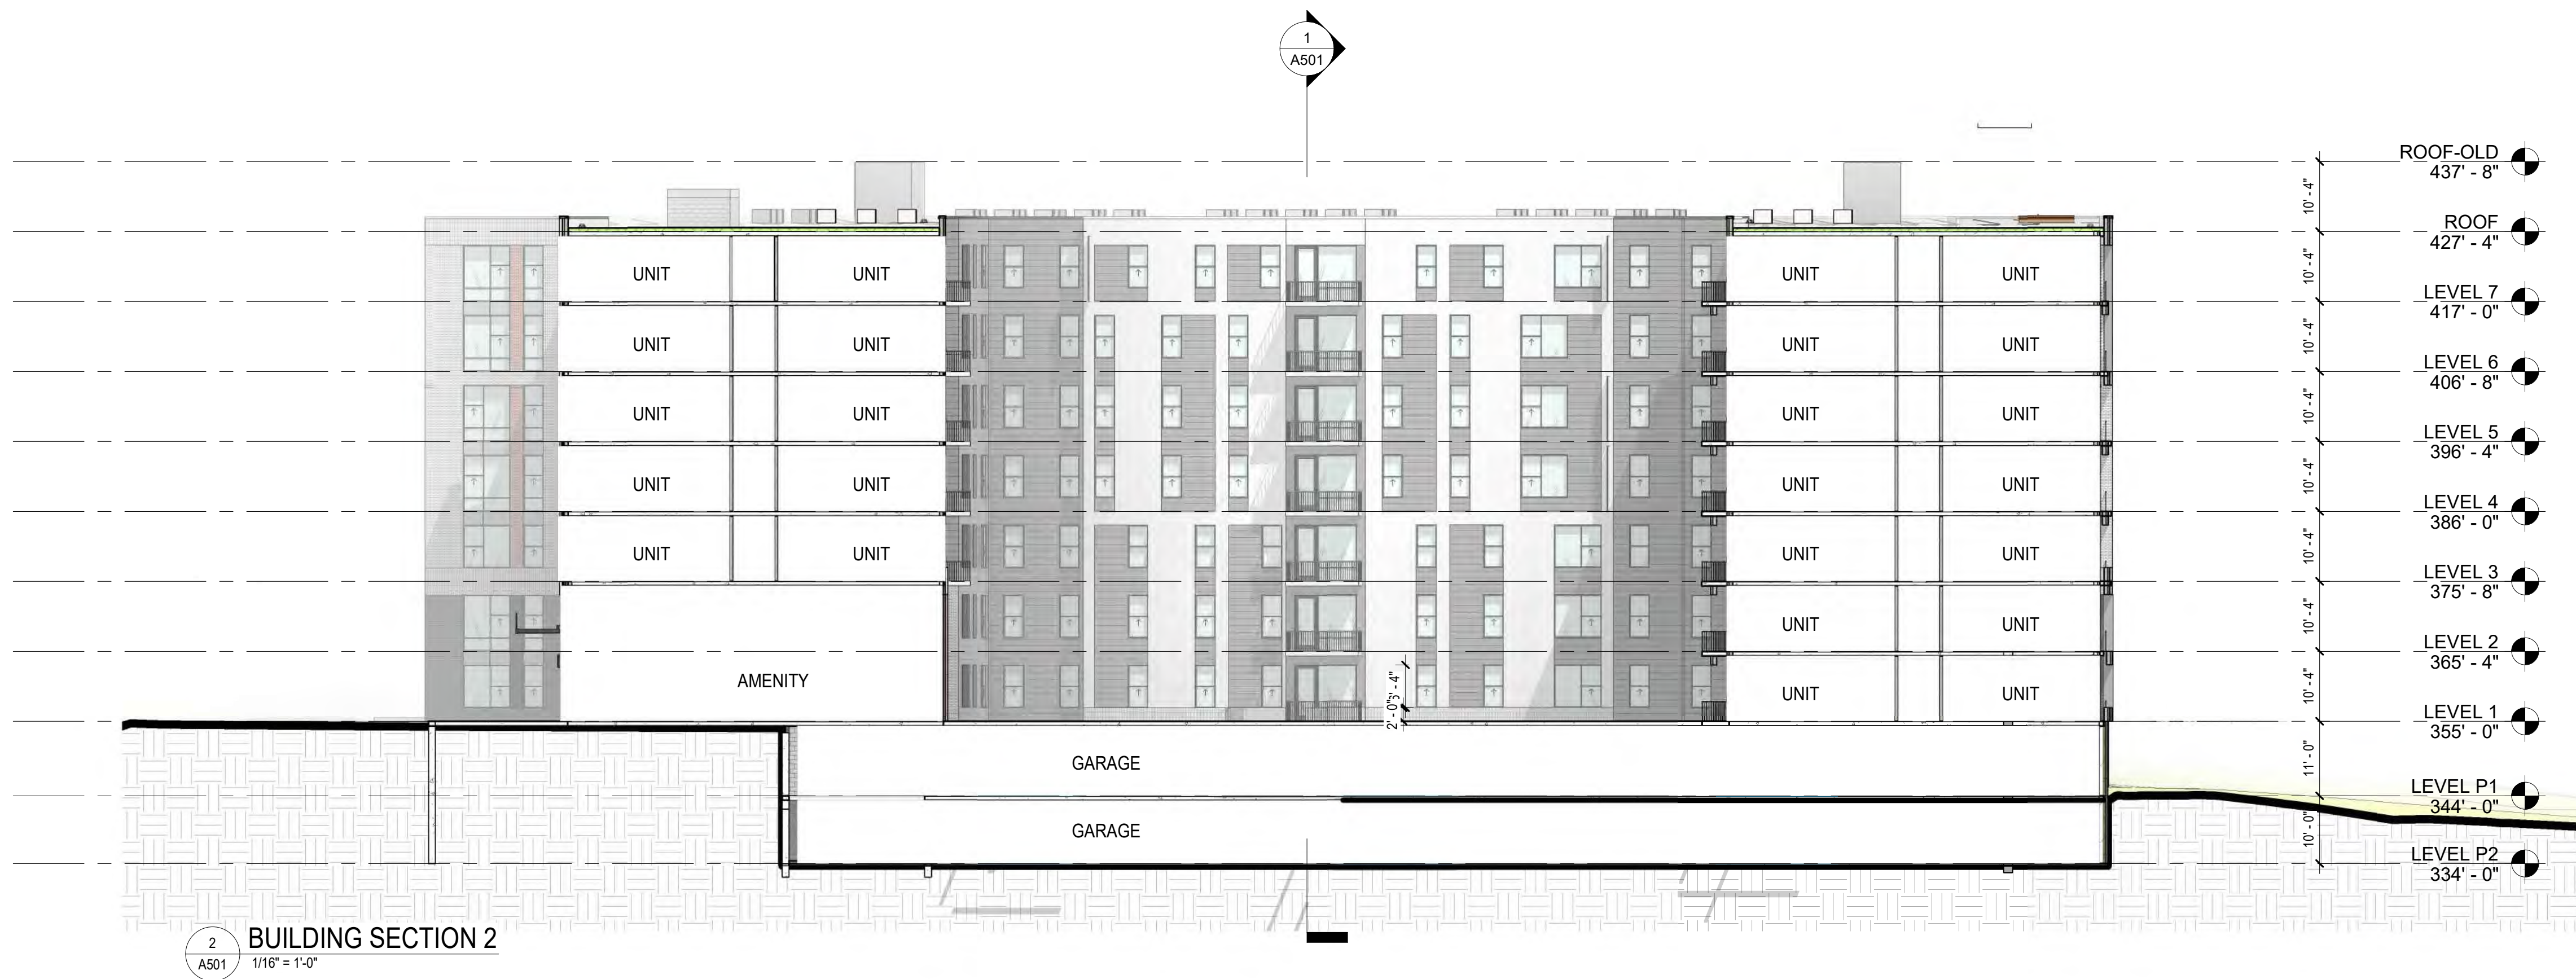 1
A501
ROOF-OLD
437' - 8"
10' - 4"
ROOF
427' - 4"
10' - 4"
UNIT UNIT UNIT UNIT
LEVEL 7
417' - 0"
10' - 4"
UNIT UNIT UNIT UNIT
LEVEL 6
406' - 8"
10' - 4"
UNIT UNIT UNIT UNIT
LEVEL 5
396' - 4"
10' - 4"
UNIT UNIT UNIT UNIT
LEVEL 4
386' - 0"
10' - 4"
UNIT UNIT UNIT UNIT
LEVEL 3
375' - 8"
10' - 4"
UNIT UNIT
LEVEL 2
365' - 4"
10' - 4"
AMENITY
UNIT UNIT
2' - 0"
LEVEL 1
355' - 0"
11' - 0"
GARAGE
LEVEL P1
344' - 0"
10' - 0"
GARAGE
LEVEL P2
334' - 0"
2
A501
BUILDING SECTION 2
1/16" = 1'-0"